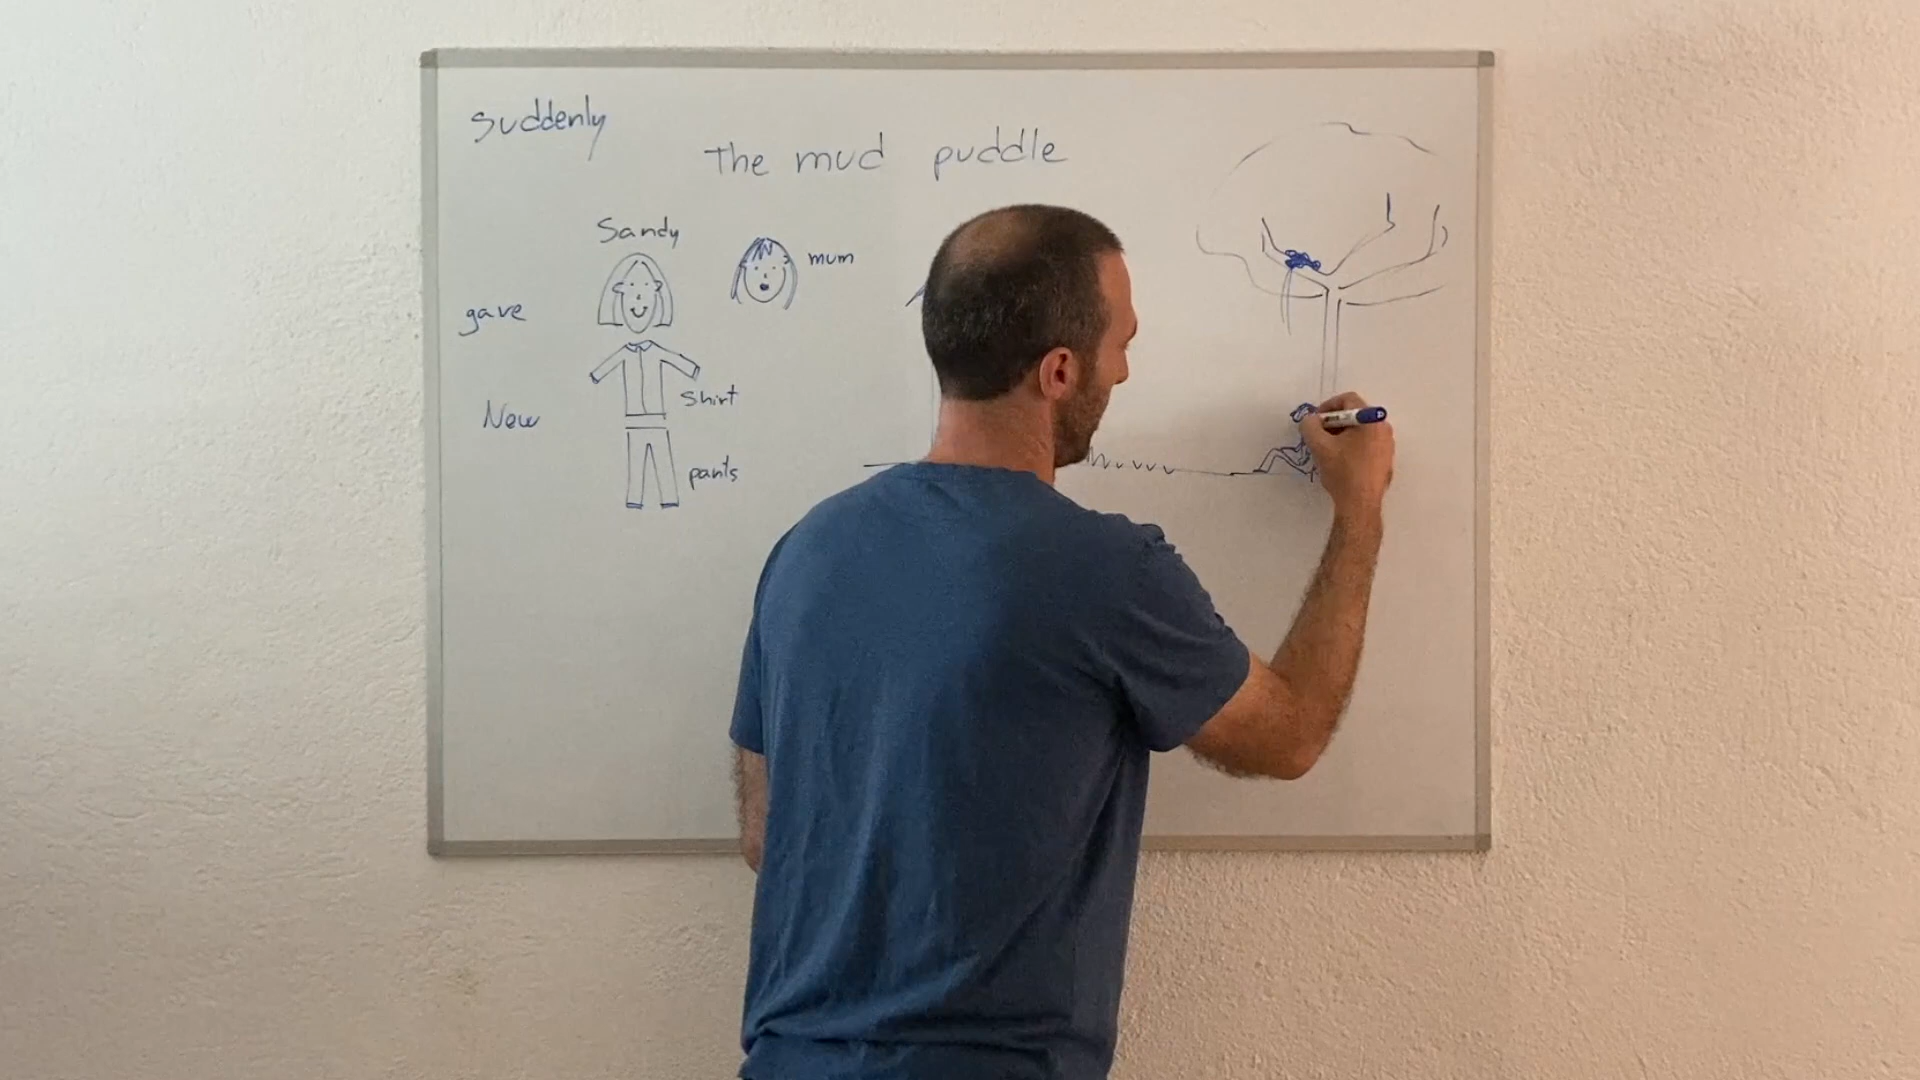 Suddenly
The mud puddle
Sandy
mum
gave
shirt
New
pants